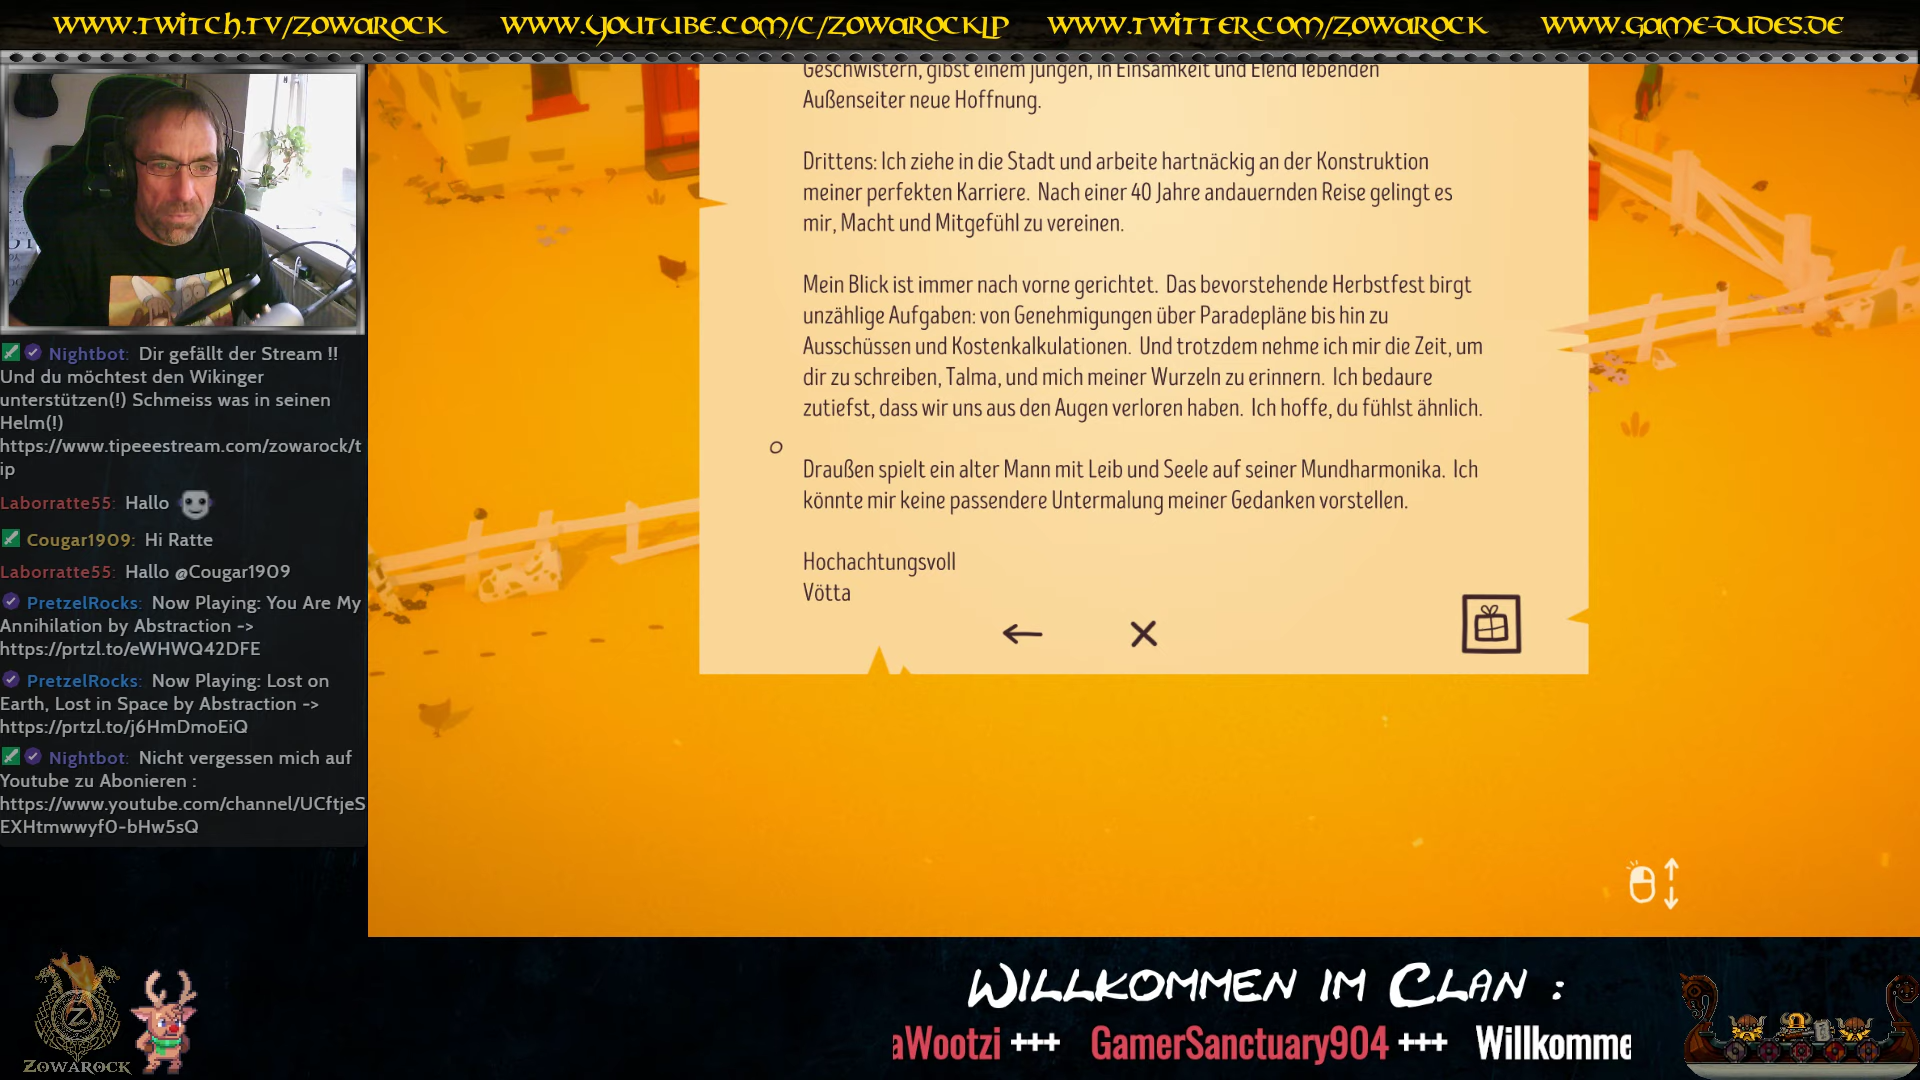 www.twitch.tv/zowarock
www.youtube.com/c/zowarockLP
www.twitter.com/zowarock
www.game-dudes.de
Geschwistern, gibst einem jungen, in Einsamkeit und Elend lebenden
Außenseiter neue Hoffnung.
Drittens: Ich ziehe in die Stadt und arbeite hartnäckig an der Konstruktion
meiner perfekten Karriere. Nach einer 40 Jahre andauernden Reise gelingt es
mir, Macht und Mitgefühl zu vereinen.
Mein Blick ist immer nach vorne gerichtet. Das bevorstehende Herbstfest birgt
unzählige Aufgaben: von Genehmigungen über Paradepläne bis hin zu
Ausschüssen und Kostenkalkulationen. Und trotzdem nehme ich mir die Zeit, um
dir zu schreiben, Talma, und mich meiner Wurzeln zu erinnern. Ich bedaure
zutiefst, dass wir uns aus den Augen verloren haben. Ich hoffe, du fühlst ähnlich.
Draußen spielt ein alter Mann mit Leib und Seele auf seiner Mundharmonika. Ich
könnte mir keine passendere Untermalung meiner Gedanken vorstellen.
Hochachtungsvoll
Vötta
Nightbot: Dir gefällt der Stream !!
Und du möchtest den Wikinger
unterstützen(!) Schmeiss was in seinen
Helm(!)
https://www.tipeeestream.com/zowarock/t
ip
Laborratte55: Hallo
Cougar1909: Hi Ratte
Laborratte55: Hallo @Cougar1909
PretzelRocks: Now Playing: You Are My
Annihilation by Abstraction ->
https://prtzl.to/eWHWQ42DFE
PretzelRocks: Now Playing: Lost on
Earth, Lost in Space by Abstraction ->
https://prtzl.to/j6HmDmoEiQ
Nightbot: Nicht vergessen mich auf
Youtube zu Abonieren :
https://www.youtube.com/channel/UCftjeS
EXHtmwwyf0-bHw5sQ
Zowarock
Willkommen im Clan :
aWootzi +++ GamerSanctuary904 +++ Willkomme